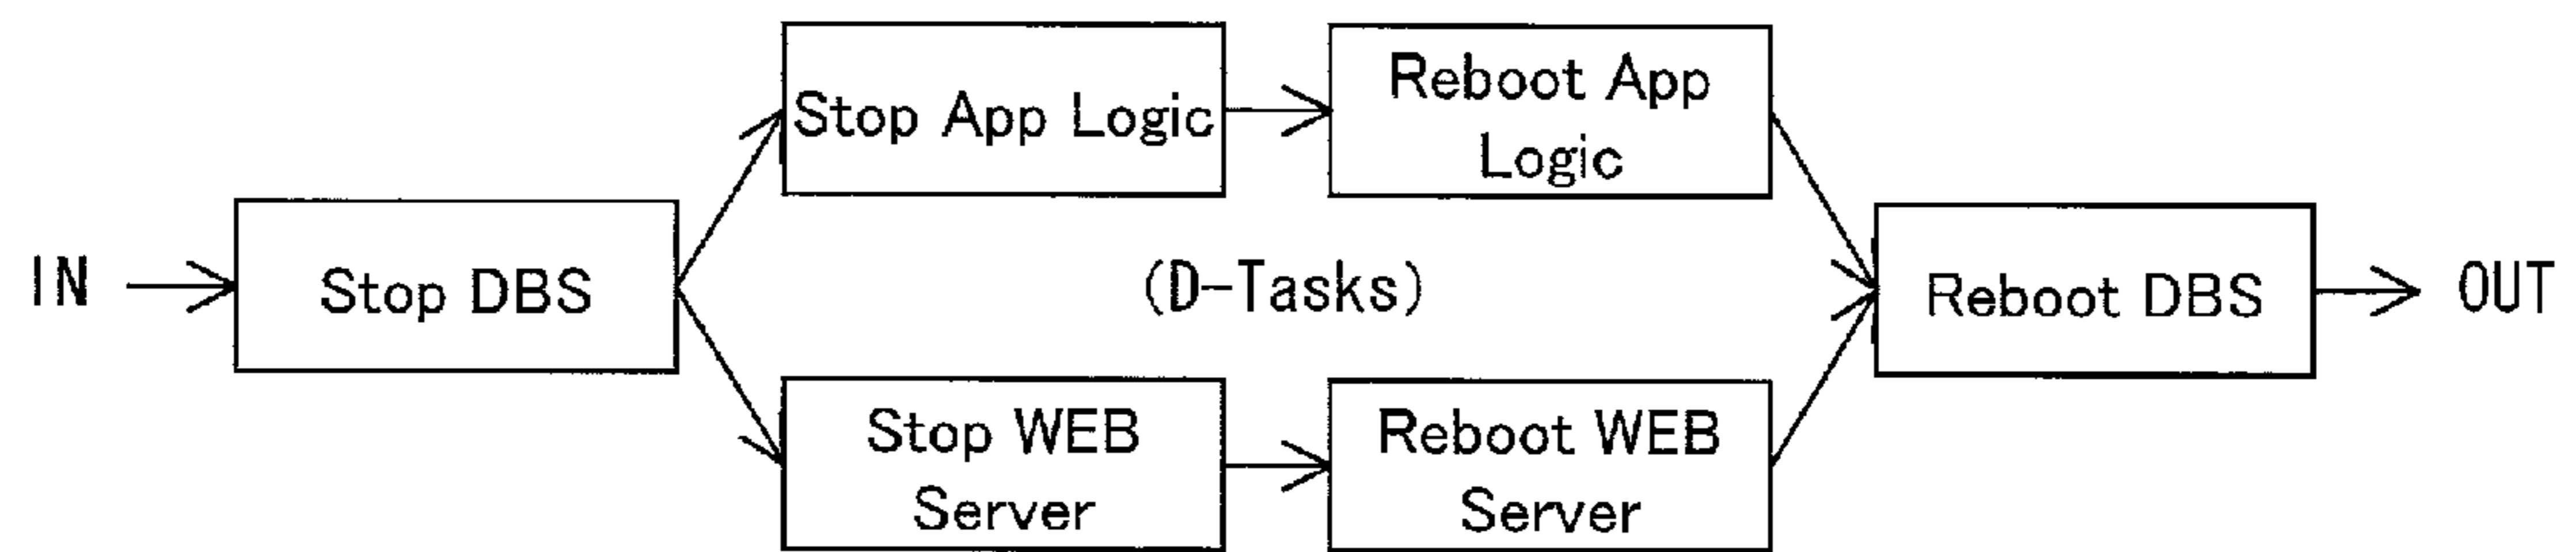 IN
Stop DBS
Stop App Logic
Reboot App
Logic
(D-Tasks)
Stop WEB
Server
Reboot WEB
Server
Reboot DBS
OUT